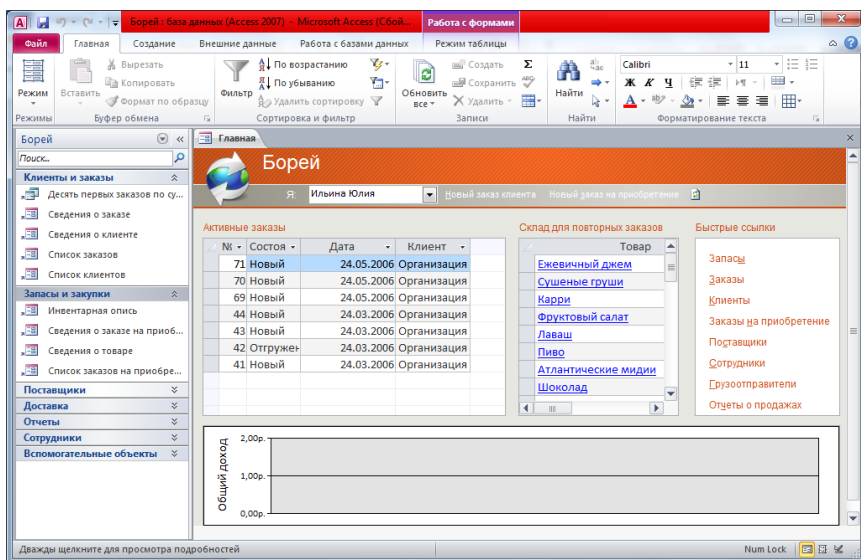 Борей : база данных (Access 2007) - Microsoft Access (Сбой...
Работа с формами
Файл Главная Создание Внешние данные Работа с базами данных Режим таблицы
Режим
Режимы
Вставить
Вырезать
Копировать
Формат по образцу
Буфер обмена
Фильтр
По возрастанию
По убыванию
Удалить сортировку
Сортировка и фильтр
Обновить все
Создать
Сохранить
Удалить
Записи
Найти
Найти
Calibri 11
Ж К Ч
Форматирование текста
Борей
Поиск...
Клиенты и заказы
Десять первых заказов по су...
Сведения о заказе
Сведения о клиенте
Список заказов
Список клиентов
Запасы и закупки
Инвентарная опись
Сведения о заказе на приоб...
Сведения о товаре
Список заказов на приобре...
Поставщики
Доставка
Отчеты
Сотрудники
Вспомогательные объекты
Главная
Борей
Я: Ильина Юлия Новый заказ клиента Новый заказ на приобретение
Активные заказы
№ Состоя Дата Клиент
71 Новый 24.05.2006 Организация
70 Новый 24.05.2006 Организация
69 Новый 24.05.2006 Организация
44 Новый 24.03.2006 Организация
43 Новый 24.03.2006 Организация
42 Отгружен 24.03.2006 Организация
41 Новый 24.03.2006 Организация
Склад для повторных заказов
Товар
Ежевичный джем
Сушеные груши
Карри
Фруктовый салат
Лаваш
Пиво
Атлантические мидии
Шоколад
Быстрые ссылки
Запасы
Заказы
Клиенты
Заказы на приобретение
Поставщики
Сотрудники
Грузоотправители
Отчеты о продажах
Общий доход
2,00р.
1,00р.
0,00р.
Дважды щелкните для просмотра подробностей
Num Lock